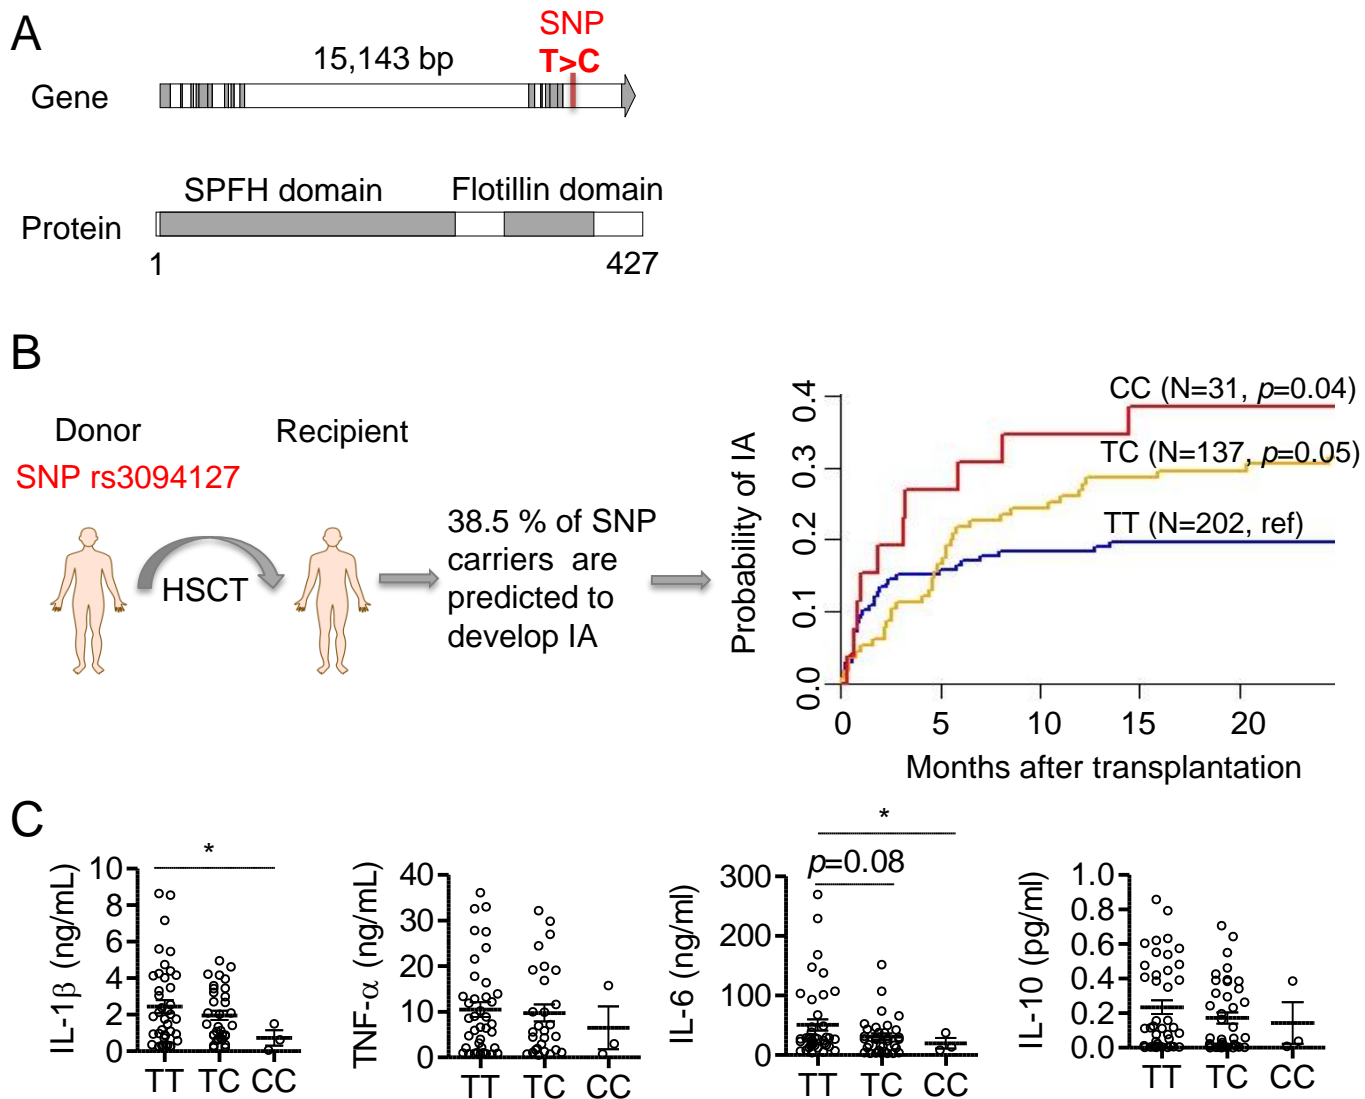 A
SNP
T>C
15,143 bp
Gene
SPFH domain
Flotillin domain
Protein
1
427
B
Donor
Recipient
SNP rs3094127
HSCT
38.5 % of SNP
carriers are
predicted to
develop IA
Probability of IA
0.4
0.3
0.2
0.1
0.0
CC (N=31, p=0.04)
TC (N=137, p=0.05)
TT (N=202, ref)
0 5 10 15 20
Months after transplantation
C
IL-1β (ng/mL)
10
8
6
4
2
0
*
TT TC CC
TNF-α (ng/mL)
40
30
20
10
0
TT TC CC
IL-6 (ng/ml)
300
200
100
0
*
p=0.08
TT TC CC
IL-10 (pg/ml)
1.0
0.8
0.6
0.4
0.2
0.0
TT TC CC